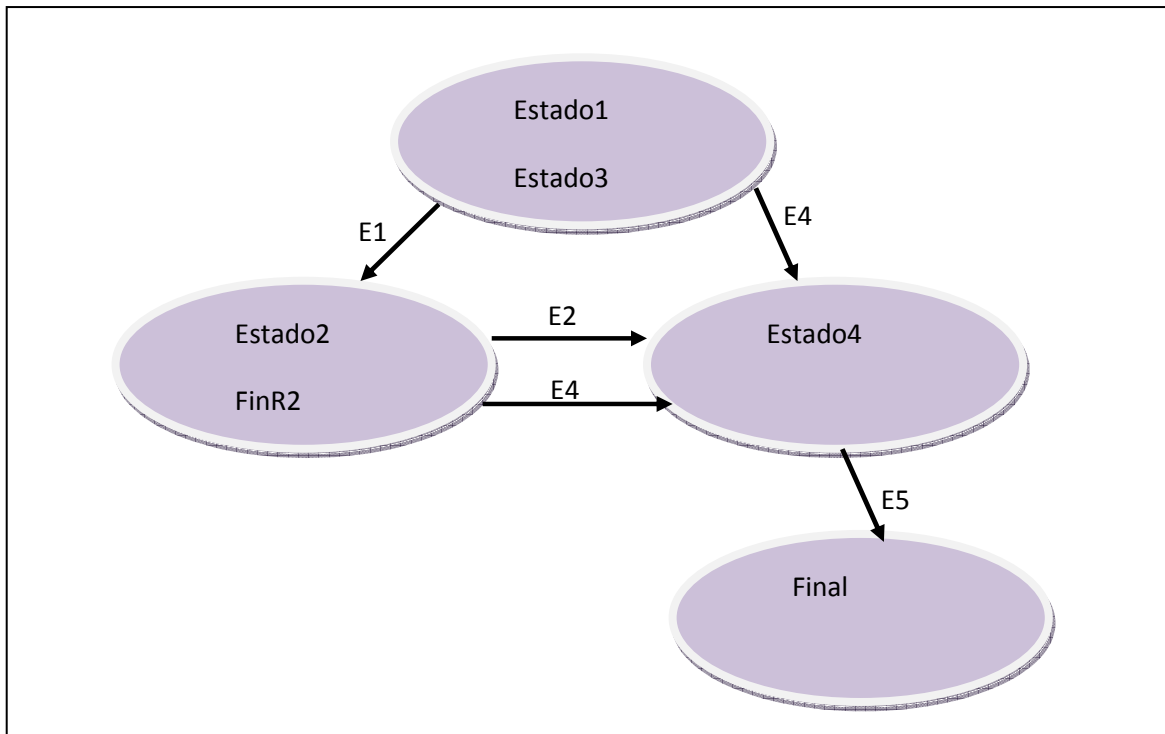 Estado1
Estado3
E1
E4
Estado2
FinR2
E2
E4
Estado4
E5
Final